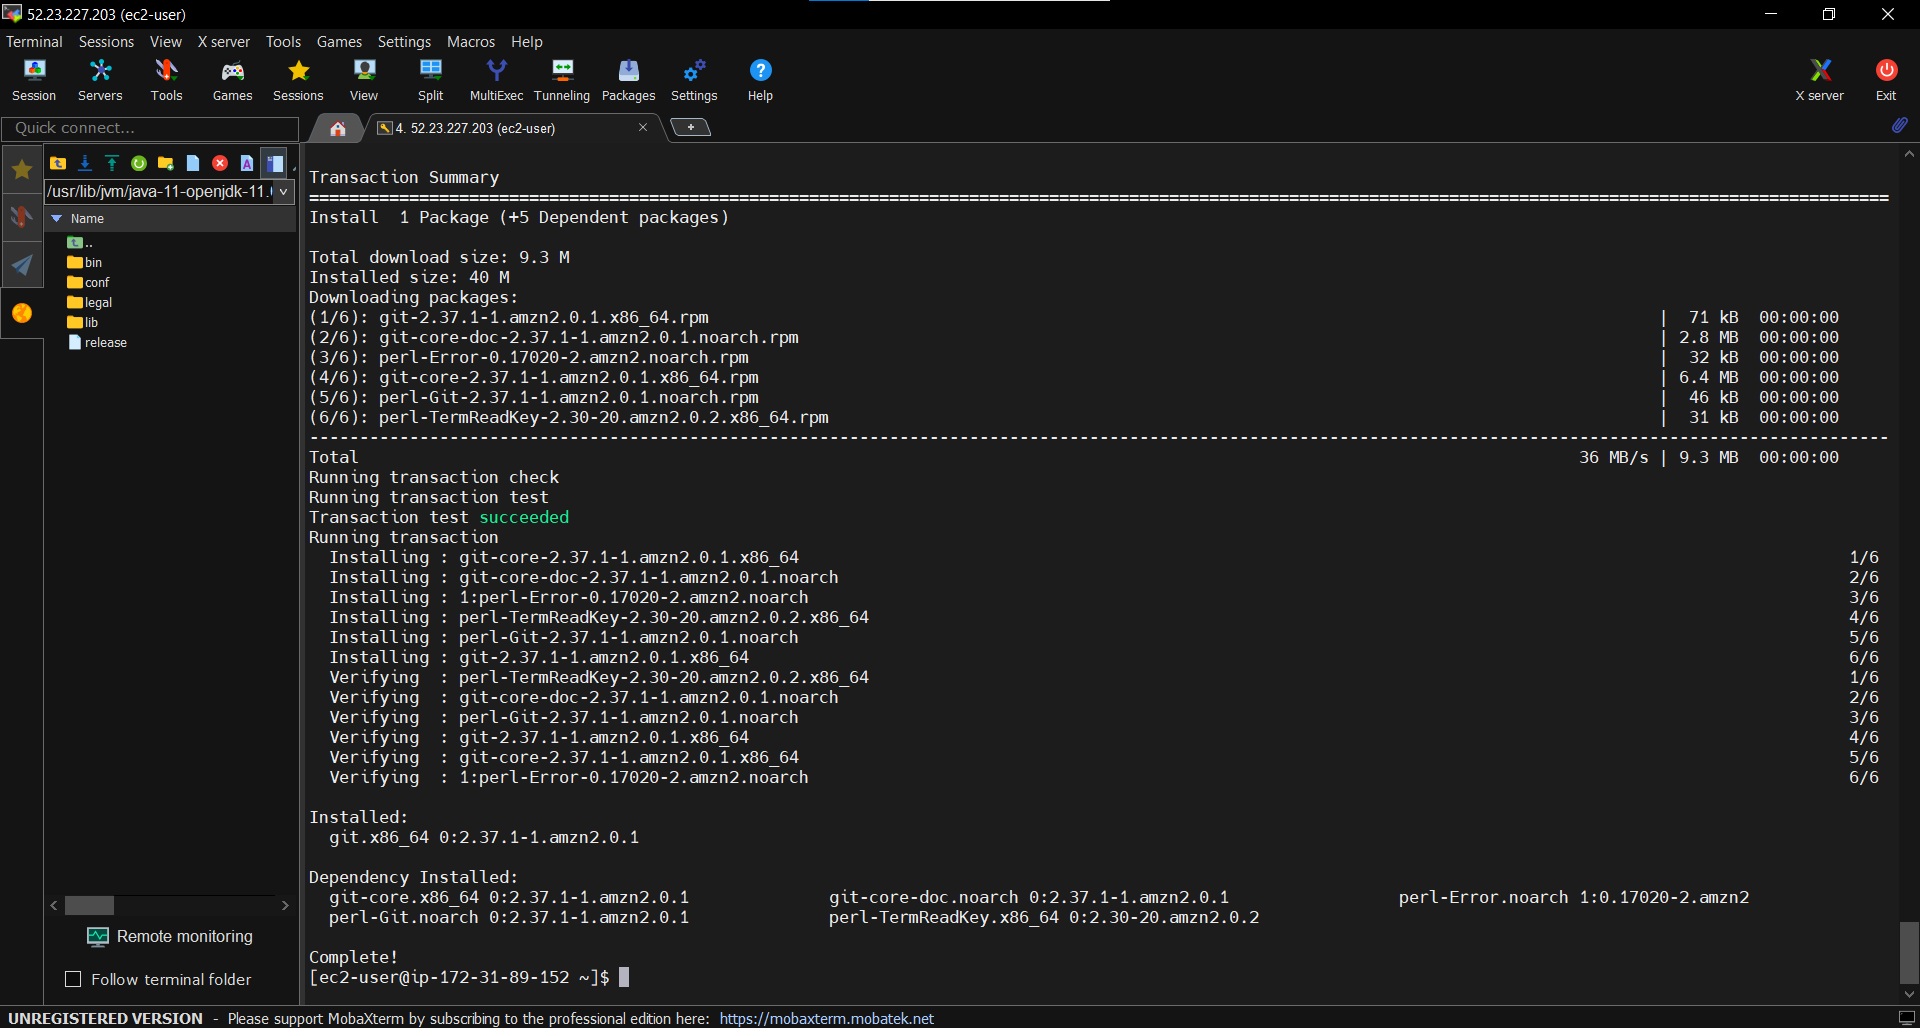 52.23.227.203 (ec2-user)
Terminal Sessions View X server Tools Games Settings Macros Help
Session Servers Tools Games Sessions View Split MultiExec Tunneling Packages Settings Help X server Exit
Quick connect...
4. 52.23.227.203 (ec2-user)
/usr/lib/jvm/java-11-openjdk-11.
Name
..
bin
conf
legal
lib
release
Remote monitoring
Follow terminal folder
Transaction Summary
================================================================================
Install  1 Package (+5 Dependent packages)
Total download size: 9.3 M
Installed size: 40 M
Downloading packages:
(1/6): git-2.37.1-1.amzn2.0.1.x86_64.rpm | 71 kB 00:00:00
(2/6): git-core-doc-2.37.1-1.amzn2.0.1.noarch.rpm | 2.8 MB 00:00:00
(3/6): perl-Error-0.17020-2.amzn2.noarch.rpm | 32 kB 00:00:00
(4/6): git-core-2.37.1-1.amzn2.0.1.x86_64.rpm | 6.4 MB 00:00:00
(5/6): perl-Git-2.37.1-1.amzn2.0.1.noarch.rpm | 46 kB 00:00:00
(6/6): perl-TermReadKey-2.30-20.amzn2.0.2.x86_64.rpm | 31 kB 00:00:00
--------------------------------------------------------------------------------
Total 36 MB/s | 9.3 MB 00:00:00
Running transaction check
Running transaction test
Transaction test succeeded
Running transaction
Installing : git-core-2.37.1-1.amzn2.0.1.x86_64 1/6
Installing : git-core-doc-2.37.1-1.amzn2.0.1.noarch 2/6
Installing : 1:perl-Error-0.17020-2.amzn2.noarch 3/6
Installing : perl-TermReadKey-2.30-20.amzn2.0.2.x86_64 4/6
Installing : perl-Git-2.37.1-1.amzn2.0.1.noarch 5/6
Installing : git-2.37.1-1.amzn2.0.1.x86_64 6/6
Verifying : perl-TermReadKey-2.30-20.amzn2.0.2.x86_64 1/6
Verifying : git-core-doc-2.37.1-1.amzn2.0.1.noarch 2/6
Verifying : perl-Git-2.37.1-1.amzn2.0.1.noarch 3/6
Verifying : git-2.37.1-1.amzn2.0.1.x86_64 4/6
Verifying : git-core-2.37.1-1.amzn2.0.1.x86_64 5/6
Verifying : 1:perl-Error-0.17020-2.amzn2.noarch 6/6
Installed:
git.x86_64 0:2.37.1-1.amzn2.0.1
Dependency Installed:
git-core.x86_64 0:2.37.1-1.amzn2.0.1 git-core-doc.noarch 0:2.37.1-1.amzn2.0.1 perl-Error.noarch 1:0.17020-2.amzn2
perl-Git.noarch 0:2.37.1-1.amzn2.0.1 perl-TermReadKey.x86_64 0:2.30-20.amzn2.0.2
Complete!
[ec2-user@ip-172-31-89-152 ~]$
UNREGISTERED VERSION - Please support MobaXterm by subscribing to the professional edition here: https://mobaxterm.mobatek.net